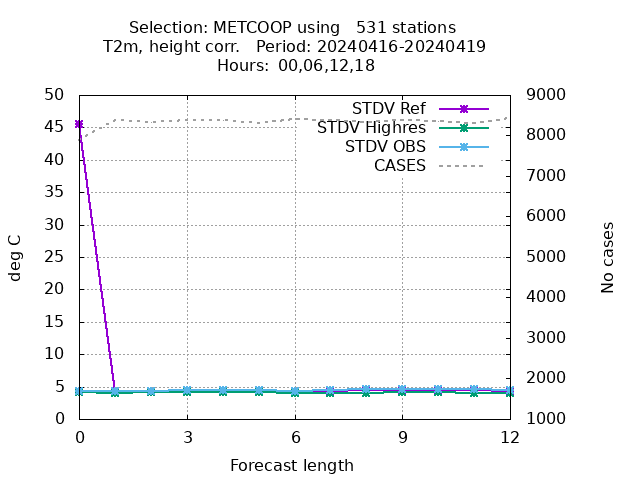 Selection: METCOOP using   531 stations
T2m, height corr.   Period: 20240416-20240419
Hours: 00,06,12,18
50
45
40
35
30
25
20
15
10
5
0
deg C
STDV Ref
STDV Highres
STDV OBS
CASES
9000
8000
7000
6000
5000
4000
3000
2000
1000
No cases
0
3
6
9
12
Forecast length